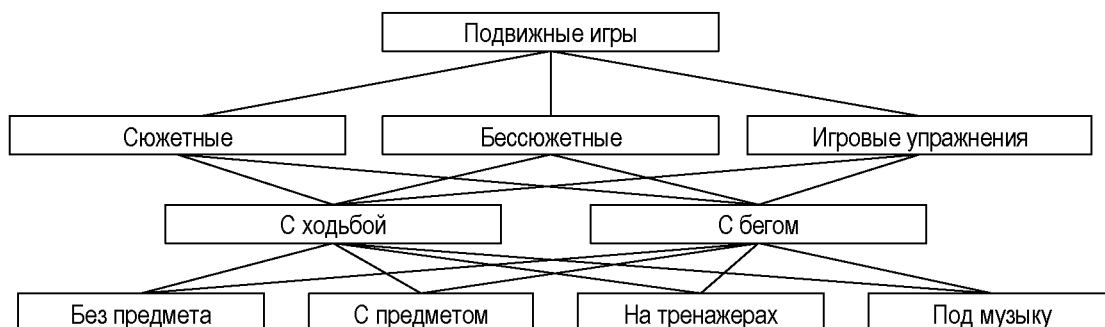 Подвижные игры
Сюжетные
Бессюжетные
Игровые упражнения
С ходьбой
С бегом
Без предмета
С предметом
На тренажерах
Под музыку